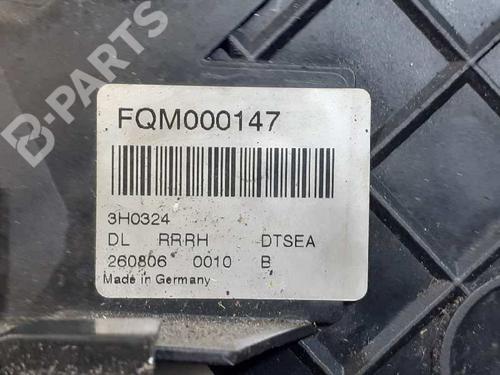 B-PARTS
FQM000147
3H0324
DL RRRH DTSEA
260806 0010 B
Made in Germany